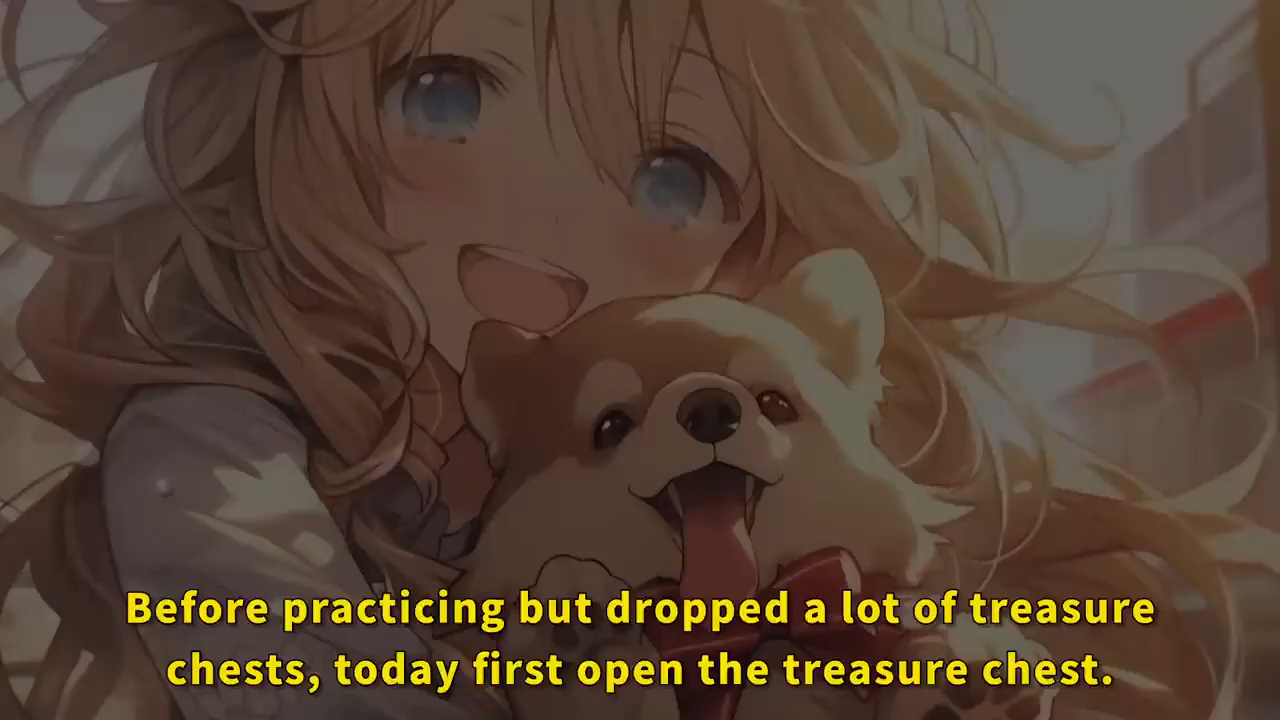 Before practicing but dropped a lot of treasure
chests, today first open the treasure chest.